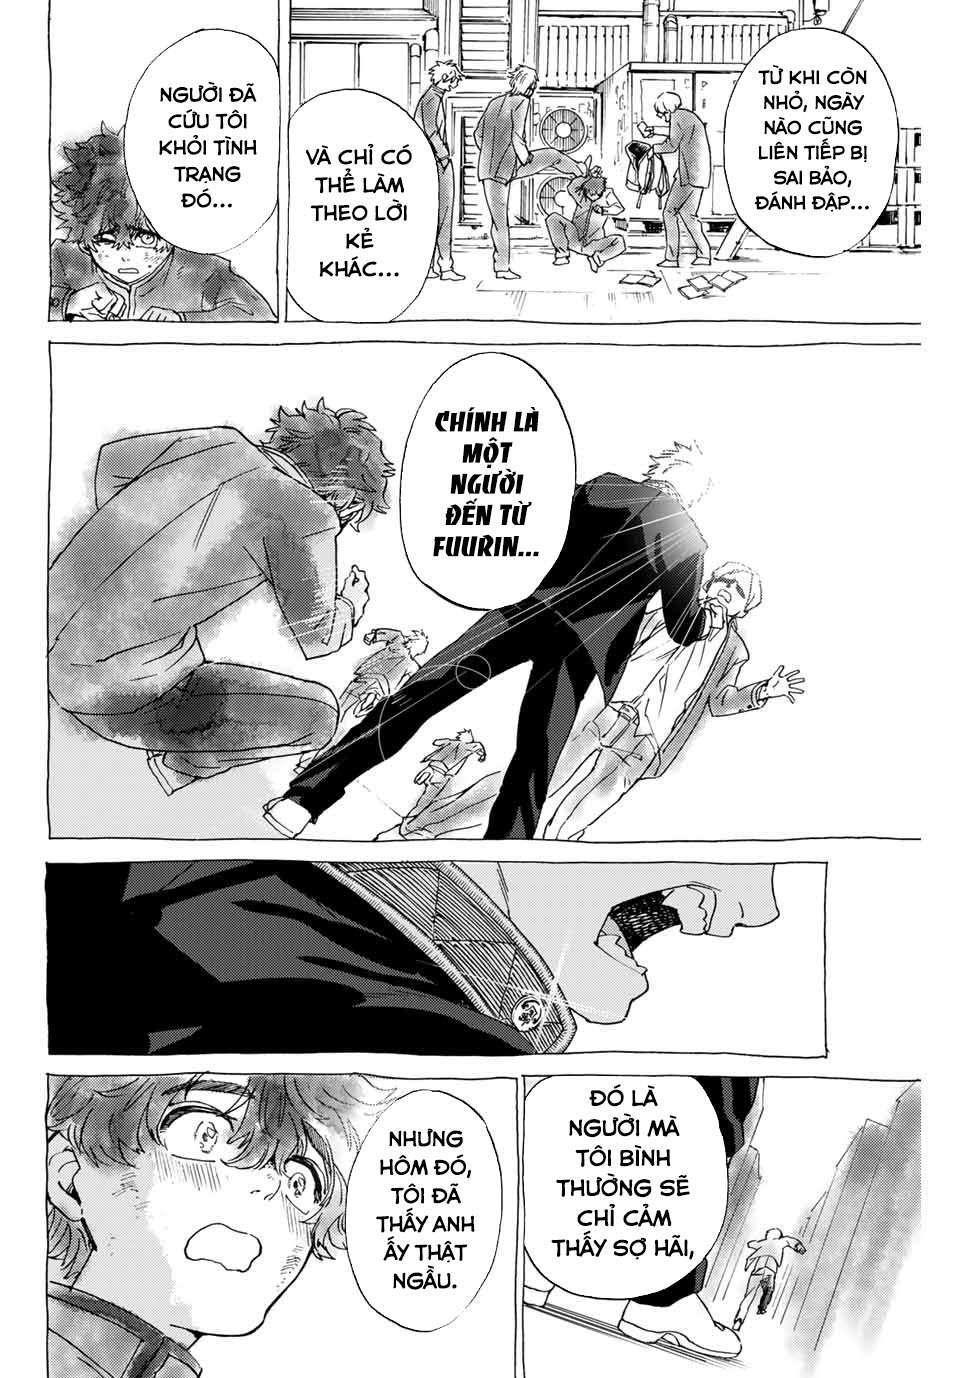 TỪ KHI CÒN
NHỎ, NGÀY
NÀO CŨNG
LIÊN TIẾP BỊ
SAI BẢO,
ĐÁNH ĐẬP...
VÀ CHỈ CÓ
THỂ LÀM
THEO LỜI
KẺ
KHÁC...
NGƯỜI ĐÃ
CỨU TÔI
KHỎI TÌNH
TRẠNG
ĐÓ...
CHÍNH LÀ
MỘT
NGƯỜI
ĐẾN TỪ
FUURIN...
ĐÓ LÀ
NGƯỜI MÀ
TÔI BÌNH
THƯỜNG SẼ
CHỈ CẢM
THẤY SỢ HÃI,
NHƯNG
HÔM ĐÓ,
TÔI ĐÃ
THẤY ANH
ẤY THẬT
NGẦU.